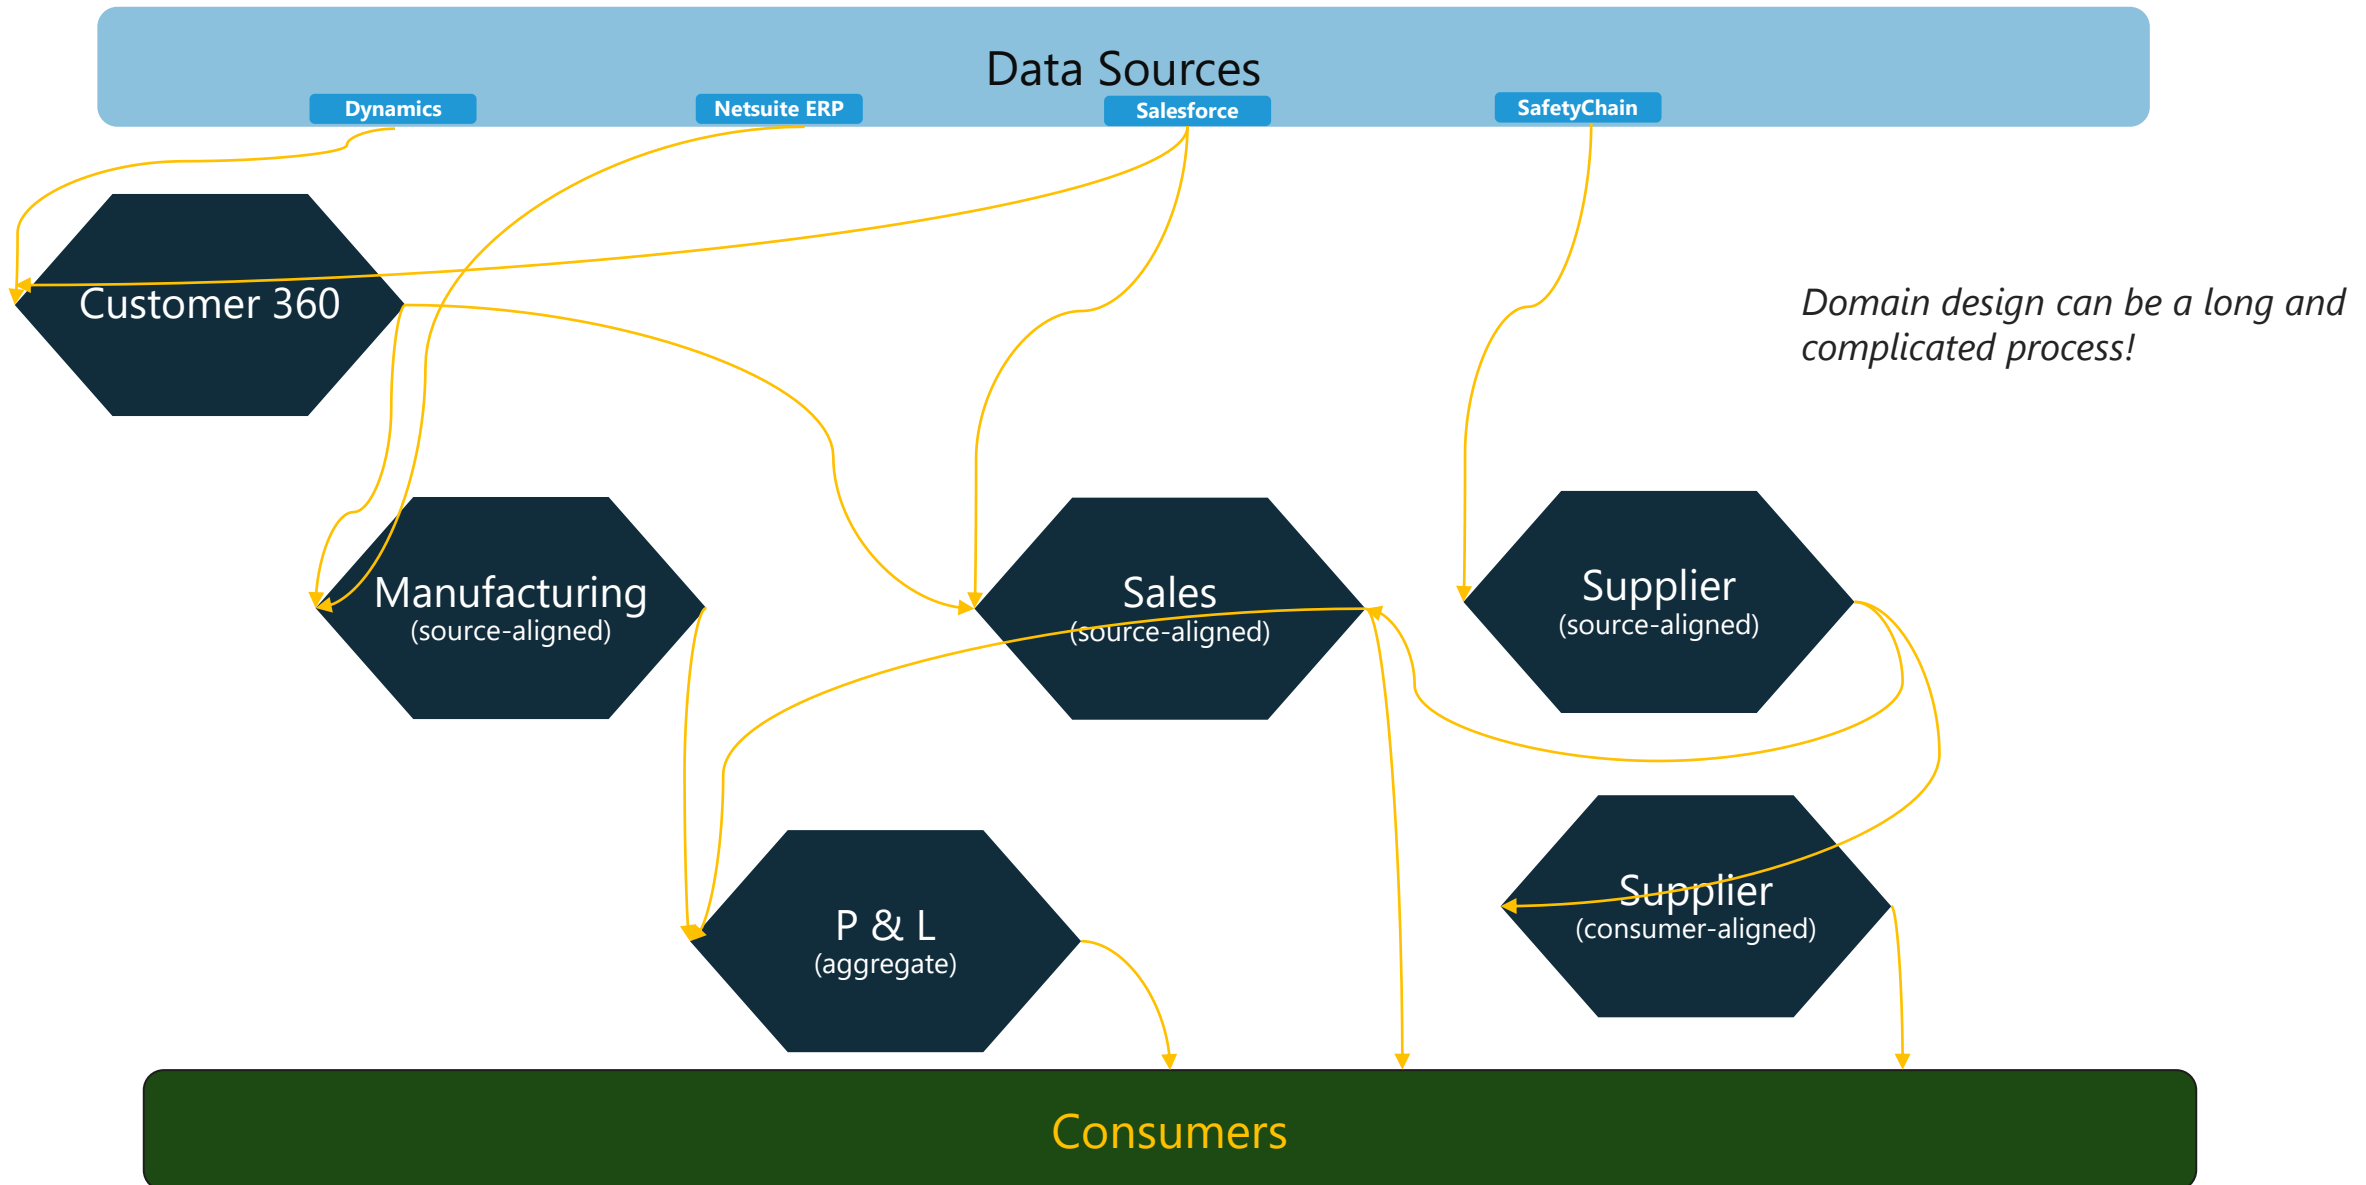 Data Sources
Dynamics
Netsuite ERP
Salesforce
SafetyChain
Customer 360
Domain design can be a long and
complicated process!
Manufacturing
(source-aligned)
Sales
(source-aligned)
Supplier
(source-aligned)
P & L
(aggregate)
Supplier
(consumer-aligned)
Consumers